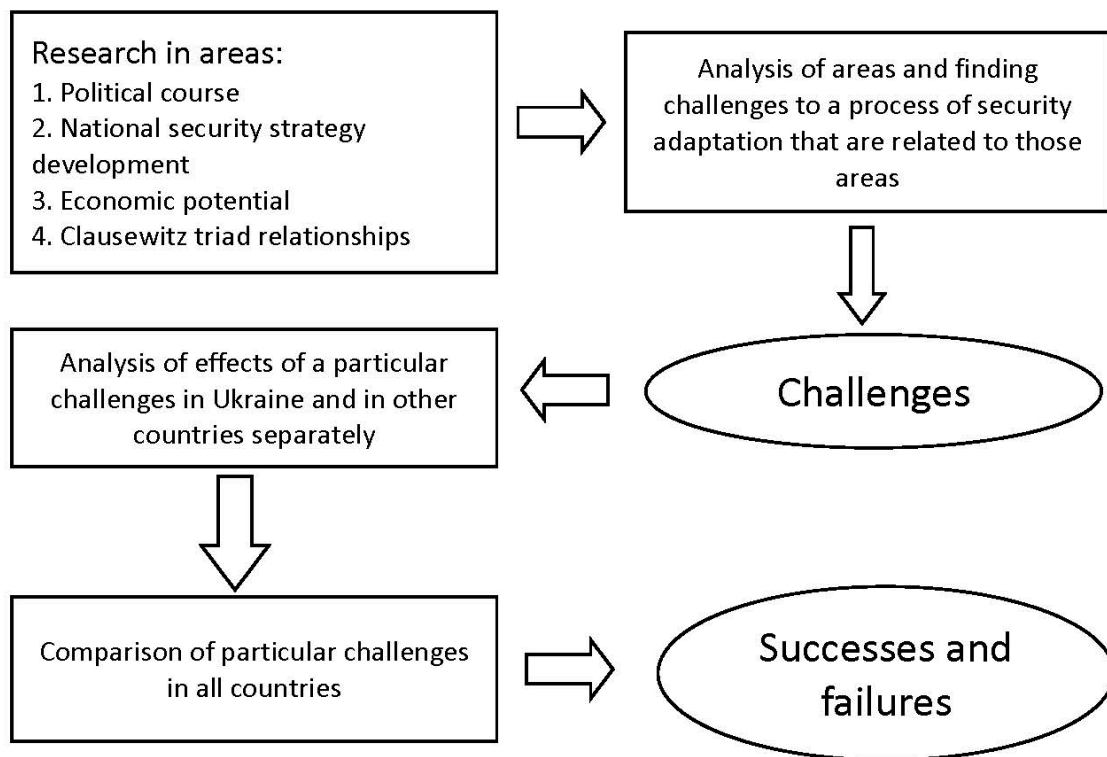 Research in areas:
1. Political course
2. National security strategy
development
3. Economic potential
4. Clausewitz triad relationships
Analysis of areas and finding
challenges to a process of security
adaptation that are related to those
areas
Challenges
Analysis of effects of a particular
challenges in Ukraine and in other
countries separately
Comparison of particular challenges
in all countries
Successes and
failures